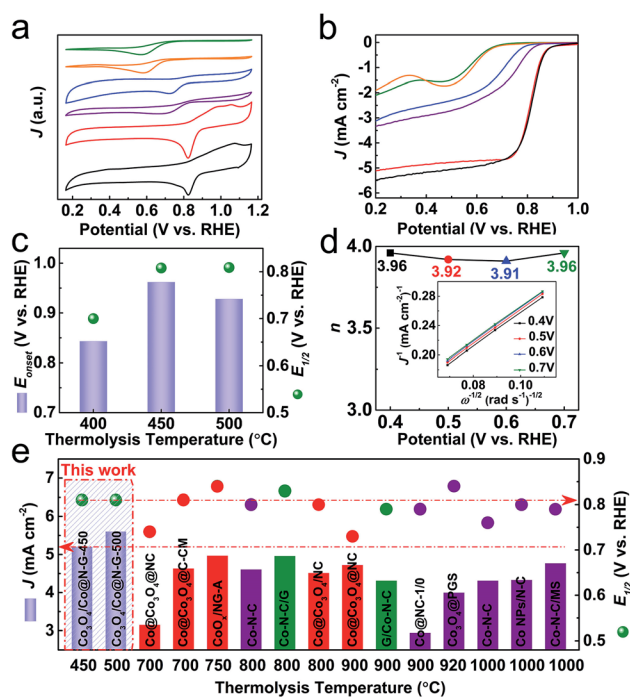 a
J (a.u.)
0.2 0.4 0.6 0.8 1.0 1.2
Potential (V vs. RHE)
b
J (mA cm⁻²)
0
-1
-2
-3
-4
-5
-6
0.2 0.4 0.6 0.8 1.0
Potential (V vs. RHE)
c
E_onset (V vs. RHE)
1.0
0.9
0.8
0.7
0.8
0.7
0.6
0.5
E_1/2 (V vs. RHE)
400 450 500
Thermolysis Temperature (°C)
d
n
4.0
3.5
3.0
3.96 3.92 3.91 3.96
J⁻¹ (mA cm⁻²)⁻¹
0.28
0.24
0.20
0.4V
0.5V
0.6V
0.7V
0.08 0.10
ω⁻¹/² (rad s⁻¹)⁻¹/²
0.4 0.5 0.6 0.7
Potential (V vs. RHE)
e
This work
J (mA cm⁻²)
7
6
5
4
3
0.9
0.8
0.7
0.6
0.5
E_1/2 (V vs. RHE)
Co₃O₄/Co@N-G-450
Co₃O₄/Co@N-G-500
Co@Co₃O₄@NC
Co@Co₃O₄@C-CM
CoOₓ/NG-A
Co-N-C
Co-N-C/G
Co@Co₃O₄/NC
Co@Co₃O₄@NC
G/Co-N-C
Co@NC-1/0
Co₃O₄@PGS
Co-N-C
Co NPs/N-C
Co-N-C/MS
450 500 700 700 750 800 800 800 900 900 900 920 1000 1000 1000
Thermolysis Temperature (°C)